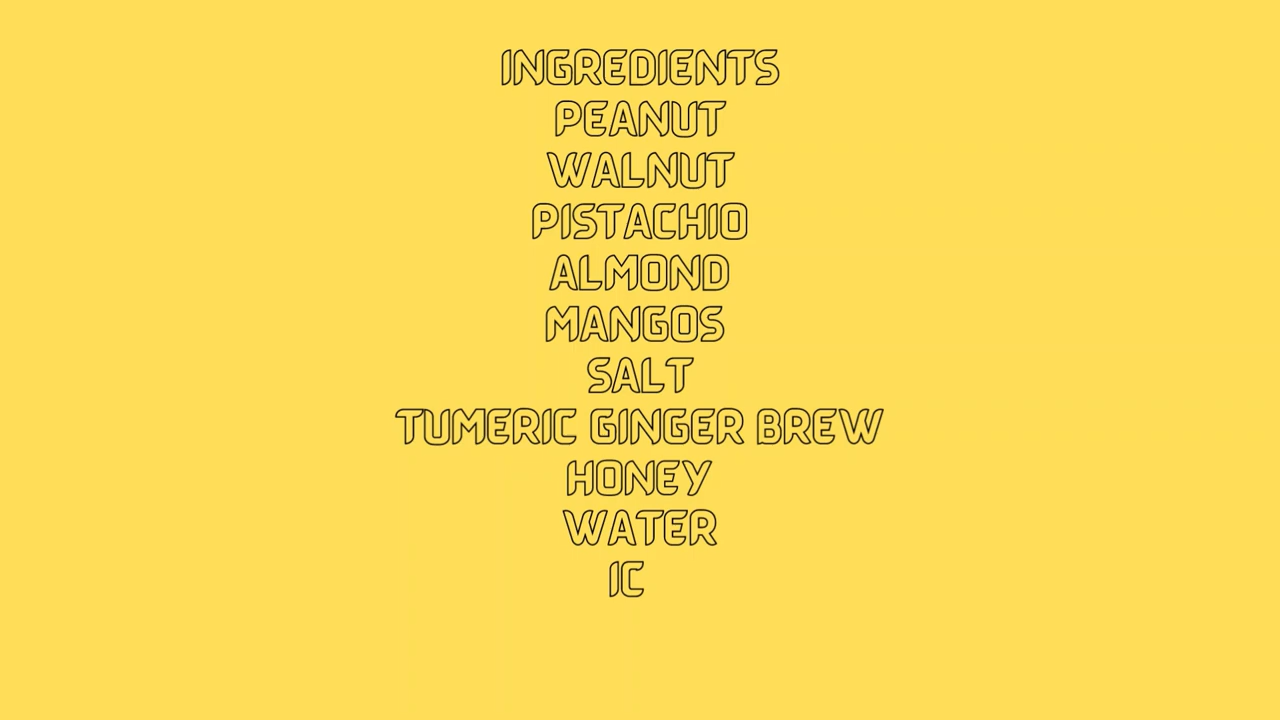 INGREDIENTS
PEANUT
WALNUT
PISTACHIO
ALMOND
MANGOS
SALT
TUMERIC GINGER BREW
HONEY
WATER
IC